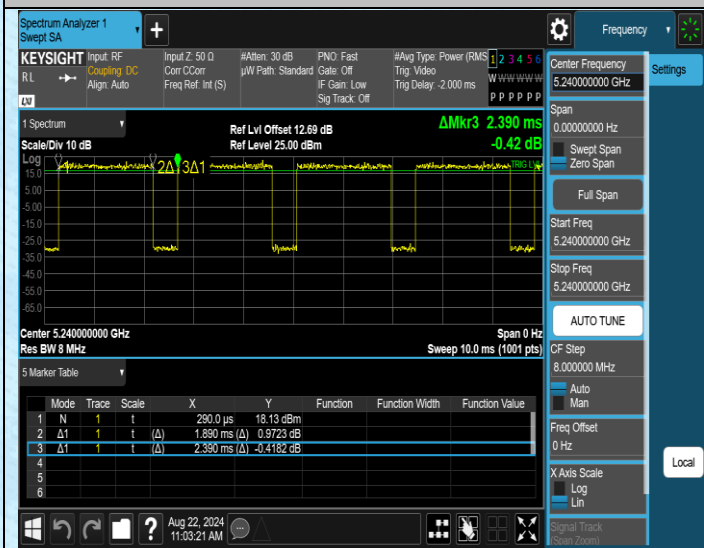 Spectrum Analyzer 1
Swept SA
+
Frequency
KEYSIGHT
RL
LXI
Input: RF
Coupling: DC
Align: Auto
Input Z: 50 Ω
Corr CCorr
Freq Ref: Int (S)
#Atten: 30 dB
µW Path: Standard
PNO: Fast
Gate: Off
IF Gain: Low
Sig Track: Off
#Avg Type: Power (RMS
Trig: Video
Trig Delay: -2.000 ms
1 2 3 4 5 6
W W W W W W
P P P P P P
Center Frequency
5.240000000 GHz
Settings
Span
0.00000000 Hz
Swept Span
Zero Span
Full Span
Start Freq
5.240000000 GHz
Stop Freq
5.240000000 GHz
AUTO TUNE
CF Step
8.000000 MHz
Auto
Man
Freq Offset
0 Hz
X Axis Scale
Log
Lin
Signal Track
(Span Zoom)
Local
1 Spectrum
Scale/Div 10 dB
Ref Lvl Offset 12.69 dB
Ref Level 25.00 dBm
ΔMkr3 2.390 ms
-0.42 dB
Log
1
2Δ1
3Δ1
TRIG LVL
15.0
5.00
-5.00
-15.0
-25.0
-35.0
-45.0
-55.0
-65.0
Center 5.240000000 GHz
Res BW 8 MHz
Span 0 Hz
Sweep 10.0 ms (1001 pts)
5 Marker Table
Mode Trace Scale X Y Function Function Width Function Value
1 N 1 t 290.0 µs 18.13 dBm
2 Δ1 1 t (Δ) 1.890 ms (Δ) 0.9723 dB
3 Δ1 1 t (Δ) 2.390 ms (Δ) -0.4182 dB
4
5
6
?
Aug 22, 2024
11:03:21 AM